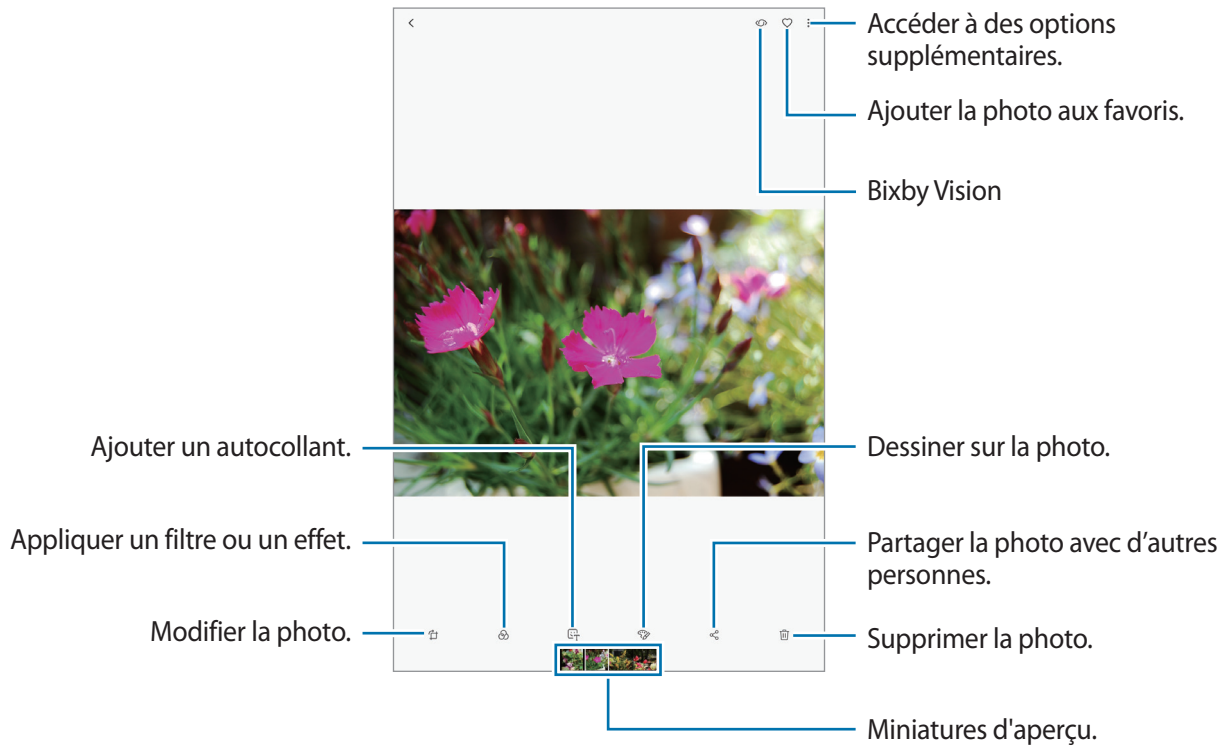 Accéder à des options
supplémentaires.
Ajouter la photo aux favoris.
Bixby Vision
Ajouter un autocollant.
Dessiner sur la photo.
Appliquer un filtre ou un effet.
Partager la photo avec d’autres
personnes.
Modifier la photo.
Supprimer la photo.
Miniatures d'aperçu.